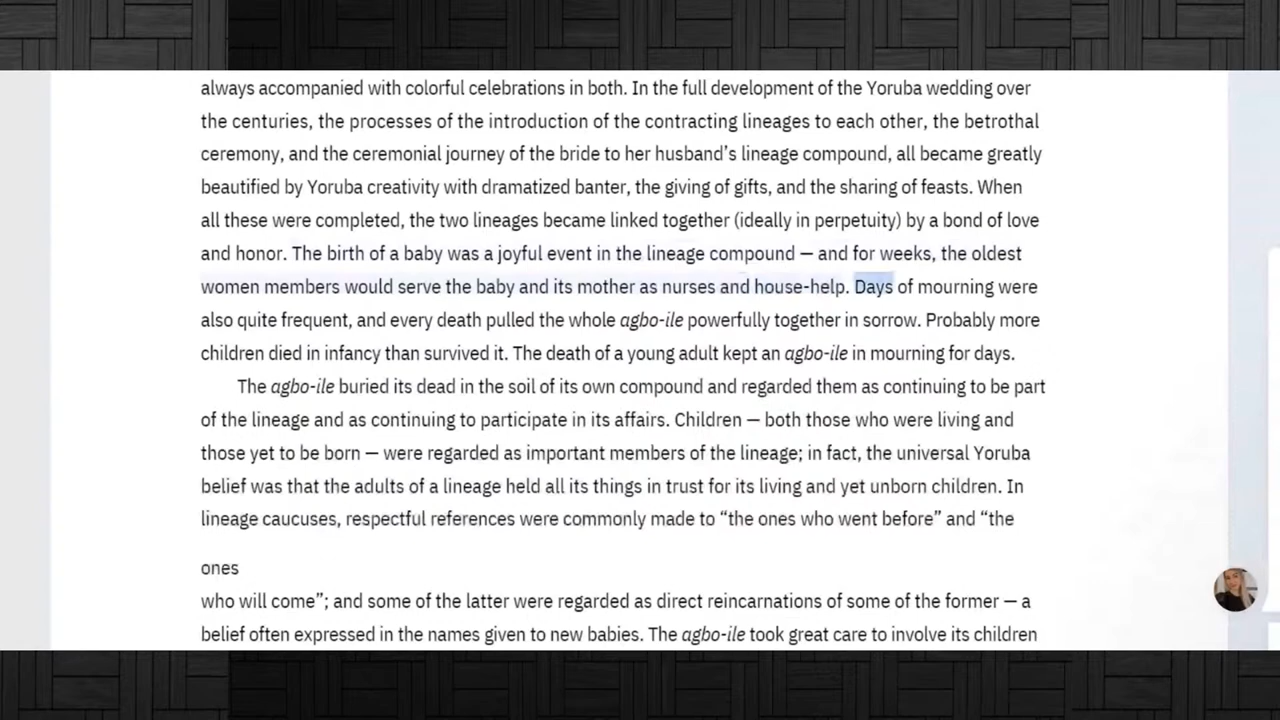 always accompanied with colorful celebrations in both. In the full development of the Yoruba wedding over
the centuries, the processes of the introduction of the contracting lineages to each other, the betrothal
ceremony, and the ceremonial journey of the bride to her husband’s lineage compound, all became greatly
beautified by Yoruba creativity with dramatized banter, the giving of gifts, and the sharing of feasts. When
all these were completed, the two lineages became linked together (ideally in perpetuity) by a bond of love
and honor. The birth of a baby was a joyful event in the lineage compound — and for weeks, the oldest
women members would serve the baby and its mother as nurses and house-help. Days of mourning were
also quite frequent, and every death pulled the whole agbo-ile powerfully together in sorrow. Probably more
children died in infancy than survived it. The death of a young adult kept an agbo-ile in mourning for days.
The agbo-ile buried its dead in the soil of its own compound and regarded them as continuing to be part
of the lineage and as continuing to participate in its affairs. Children — both those who were living and
those yet to be born — were regarded as important members of the lineage; in fact, the universal Yoruba
belief was that the adults of a lineage held all its things in trust for its living and yet unborn children. In
lineage caucuses, respectful references were commonly made to “the ones who went before” and “the
ones
who will come”; and some of the latter were regarded as direct reincarnations of some of the former — a
belief often expressed in the names given to new babies. The agbo-ile took great care to involve its children